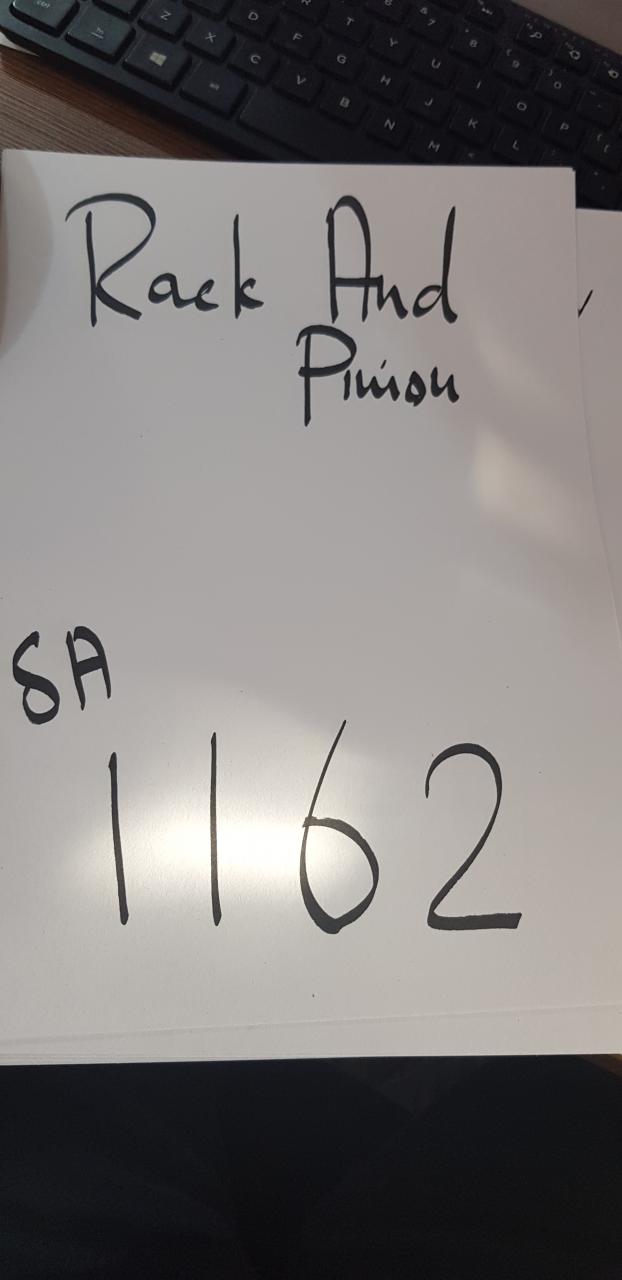 Rack And
Pinion
SA
1162